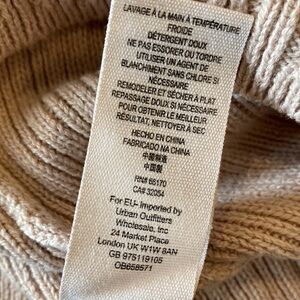 LAVAGE À LA MAIN À TEMPÉRATURE
FROIDE
DÉTERGENT DOUX
NE PAS ESSORER OU TORDRE
UTILISER UN AGENT DE
BLANCHIMENT SANS CHLORE SI
NÉCESSAIRE
REMODELER ET SÉCHER À PLAT
REPASSAGE DOUX SI NÉCESSAIRE
POUR OBTENIR LE MEILLEUR
RÉSULTAT, NETTOYER À SEC
HECHO EN CHINA
FABRICADO NA CHINA
中国制造
中國製
RN# 66170
CA# 32054
For EU- Imported by
Urban Outfitters
Wholesale, Inc
24 Market Place
London UK W1W 8AN
GB 975119105
OB658571